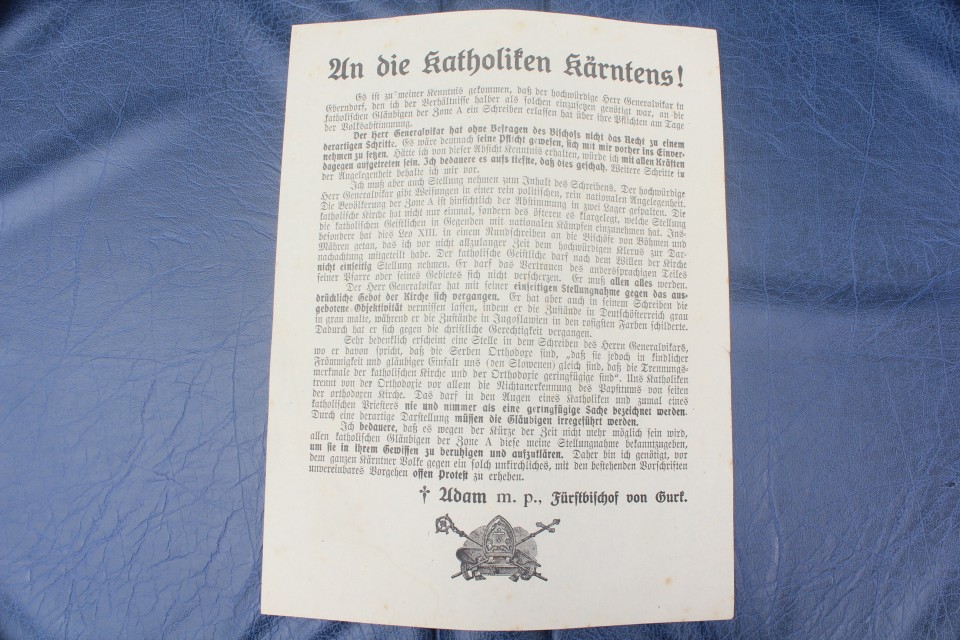 An die Katholiken Kärntens!
Es ist zu meiner Kenntnis gekommen, daß der hochwürdige Herr Generalvikar in
Eberndorf, den ich der Verhältnisse halber als solchen einzusetzen genötigt war, an die
katholischen Gläubigen der Zone A ein Schreiben erlassen hat über ihre Pflichten am Tage
der Volksabstimmung.
Der Herr Generalvikar hat ohne Befragen des Bischofs nicht das Recht zu einem
derartigen Schritte. Es wäre demnach seine Pflicht gewesen, sich mit mir vorher ins Einver-
nehmen zu setzen. Hätte ich von dieser Absicht Kenntnis erhalten, würde ich mit allen Kräften
dagegen aufgetreten sein. Ich bedauere es aufs tiefste, daß dies geschah. Weitere Schritte in
der Angelegenheit behalte ich mir vor.
Ich muß aber auch Stellung nehmen zum Inhalt des Schreibens. Der hochwürdige
Herr Generalvikar gibt Weisungen in einer rein politischen, rein nationalen Angelegenheit.
Die Bevölkerung der Zone A ist hinsichtlich der Abstimmung in zwei Lager gespalten. Die
katholische Kirche hat nicht nur einmal, sondern des öfteren es klargelegt, welche Stellung
die katholischen Geistlichen in Gegenden mit nationalen Kämpfen einzunehmen hat. Ins-
besondere hat dies Leo XIII. in einem Rundschreiben an die Bischöfe von Böhmen und
Mähren getan, das ich vor nicht allzulanger Zeit dem hochwürdigen Klerus zur Dar-
nachachtung mitgeteilt habe. Der katholische Geistliche darf nach dem Willen der Kirche
nicht einseitig Stellung nehmen. Er darf das Vertrauen des anderssprachigen Teiles
seiner Pfarre oder seines Gebietes sich nicht verscherzen. Er muß allen alles werden.
Der Herr Generalvikar hat mit seiner einseitigen Stellungnahme gegen das aus-
drückliche Gebot der Kirche sich vergangen. Er hat aber auch in seinem Schreiben die
gebotene Objektivität vermissen lassen, indem er die Zustände in Deutschösterreich grau
in grau malte, während er die Zustände in Jugoslawien in den rosigsten Farben schilderte.
Dadurch hat er sich gegen die christliche Gerechtigkeit vergangen.
Sehr bedenklich erscheint eine Stelle in dem Schreiben des Herrn Generalvikars,
wo er davon spricht, daß die Serben Orthodoxe sind, „daß sie jedoch in kindlicher
Frömmigkeit und gläubiger Einfalt uns (den Slowenen) gleich sind, daß die Trennungs-
merkmale der katholischen Kirche und der Orthodoxie geringfügige sind“. Uns Katholiken
trennt von der Orthodoxie vor allem die Nichtanerkennung des Papsttums von seiten
der orthodoxen Kirche. Das darf in den Augen eines Katholiken und zumal eines
katholischen Priesters nie und nimmer als eine geringfügige Sache bezeichnet werden.
Durch eine derartige Darstellung müssen die Gläubigen irregeführt werden.
Ich bedauere, daß es wegen der Kürze der Zeit nicht mehr möglich sein wird,
allen katholischen Gläubigen der Zone A diese meine Stellungnahme bekanntzugeben,
um sie in ihrem Gewissen zu beruhigen und aufzuklären. Daher bin ich genötigt, vor
dem ganzen Kärntner Volke gegen ein solch unkirchliches, mit den bestehenden Vorschriften
unvereinbares Vorgehen offen Protest zu erheben.
† Adam m. p., Fürstbischof von Gurk.